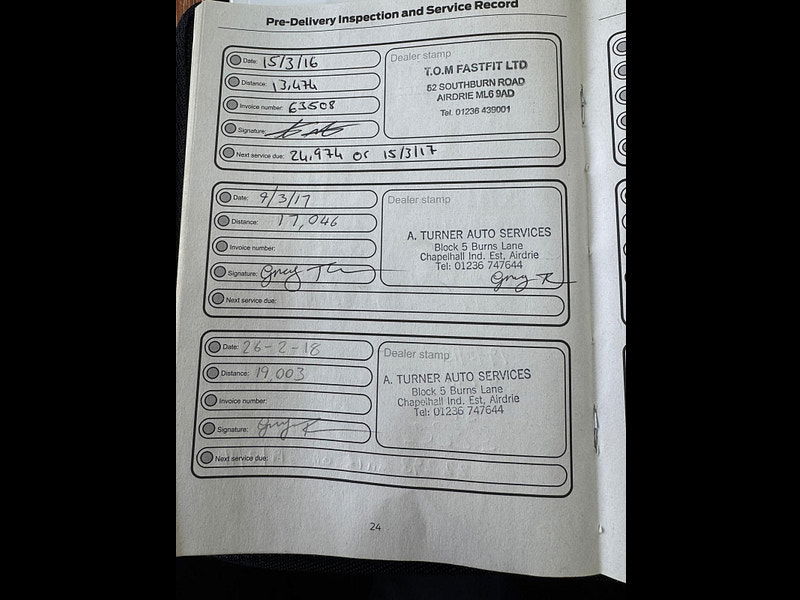 Pre-Delivery Inspection and Service Record
Date: 15/3/16
Distance: 13,474
Invoice number: 63508
Signature:
Next service due: 24,974 or 15/3/17
Dealer stamp
T.O.M FASTFIT LTD
52 SOUTHBURN ROAD
AIRDRIE ML6 9AD
Tel. 01236 439001
Date: 9/3/17
Distance: 17,046
Invoice number:
Signature:
Next service due:
Dealer stamp
A. TURNER AUTO SERVICES
Block 5 Burns Lane
Chapelhall Ind. Est, Airdrie
Tel: 01236 747644
Date: 26-2-18
Distance: 19,003
Invoice number:
Signature:
Next service due:
Dealer stamp
A. TURNER AUTO SERVICES
Block 5 Burns Lane
Chapelhall Ind. Est, Airdrie
Tel: 01236 747644
24